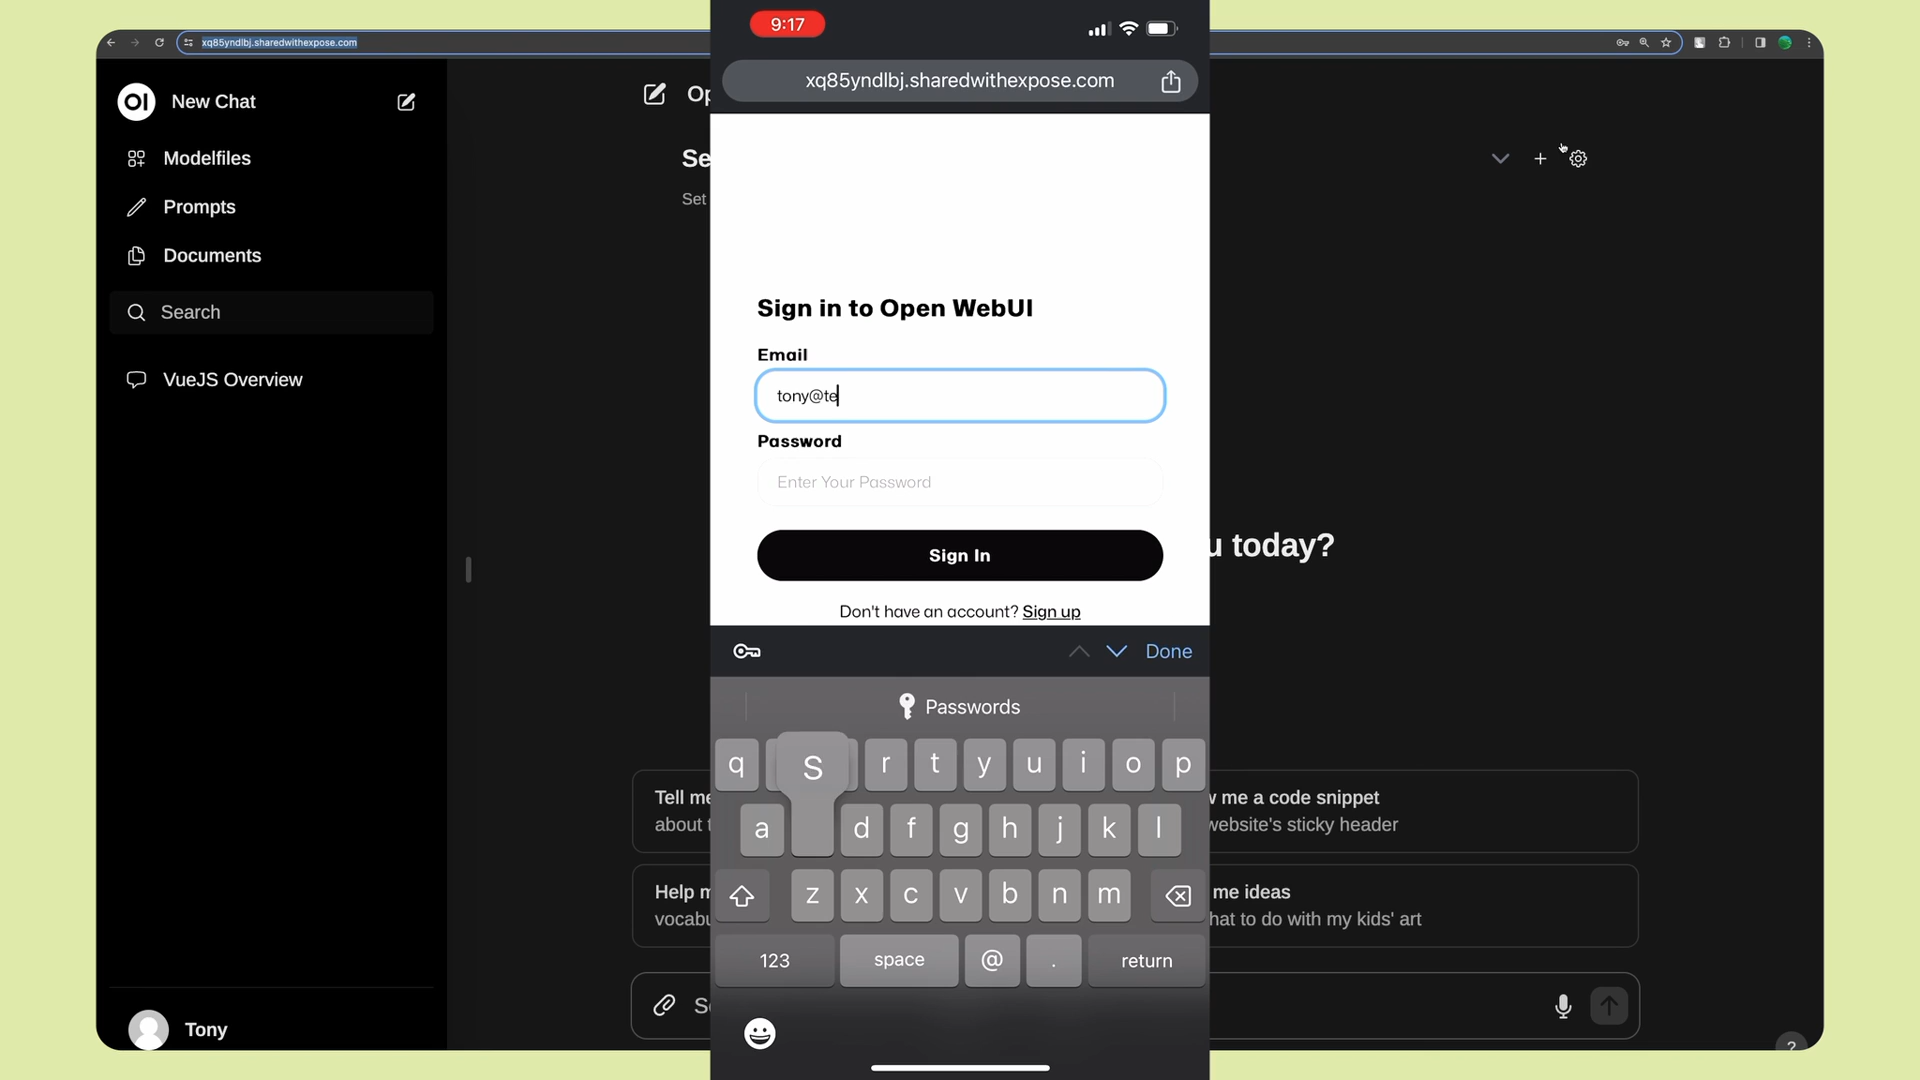 xq85yndlbj.sharedwithexpose.com
OI
New Chat
Modelfiles
Prompts
Documents
Search
VueJS Overview
Tony
9:17
xq85yndlbj.sharedwithexpose.com
Sign in to Open WebUI
Email
tony@te
Password
Enter Your Password
Sign In
Don't have an account? Sign up
Done
Passwords
q S r t y u i o p
a d f g h j k l
z x c v b n m
123 space @ . return
Set
u today?
Tell me
me a code snippet
about
website's sticky header
Help
me ideas
to do with my kids' art
?